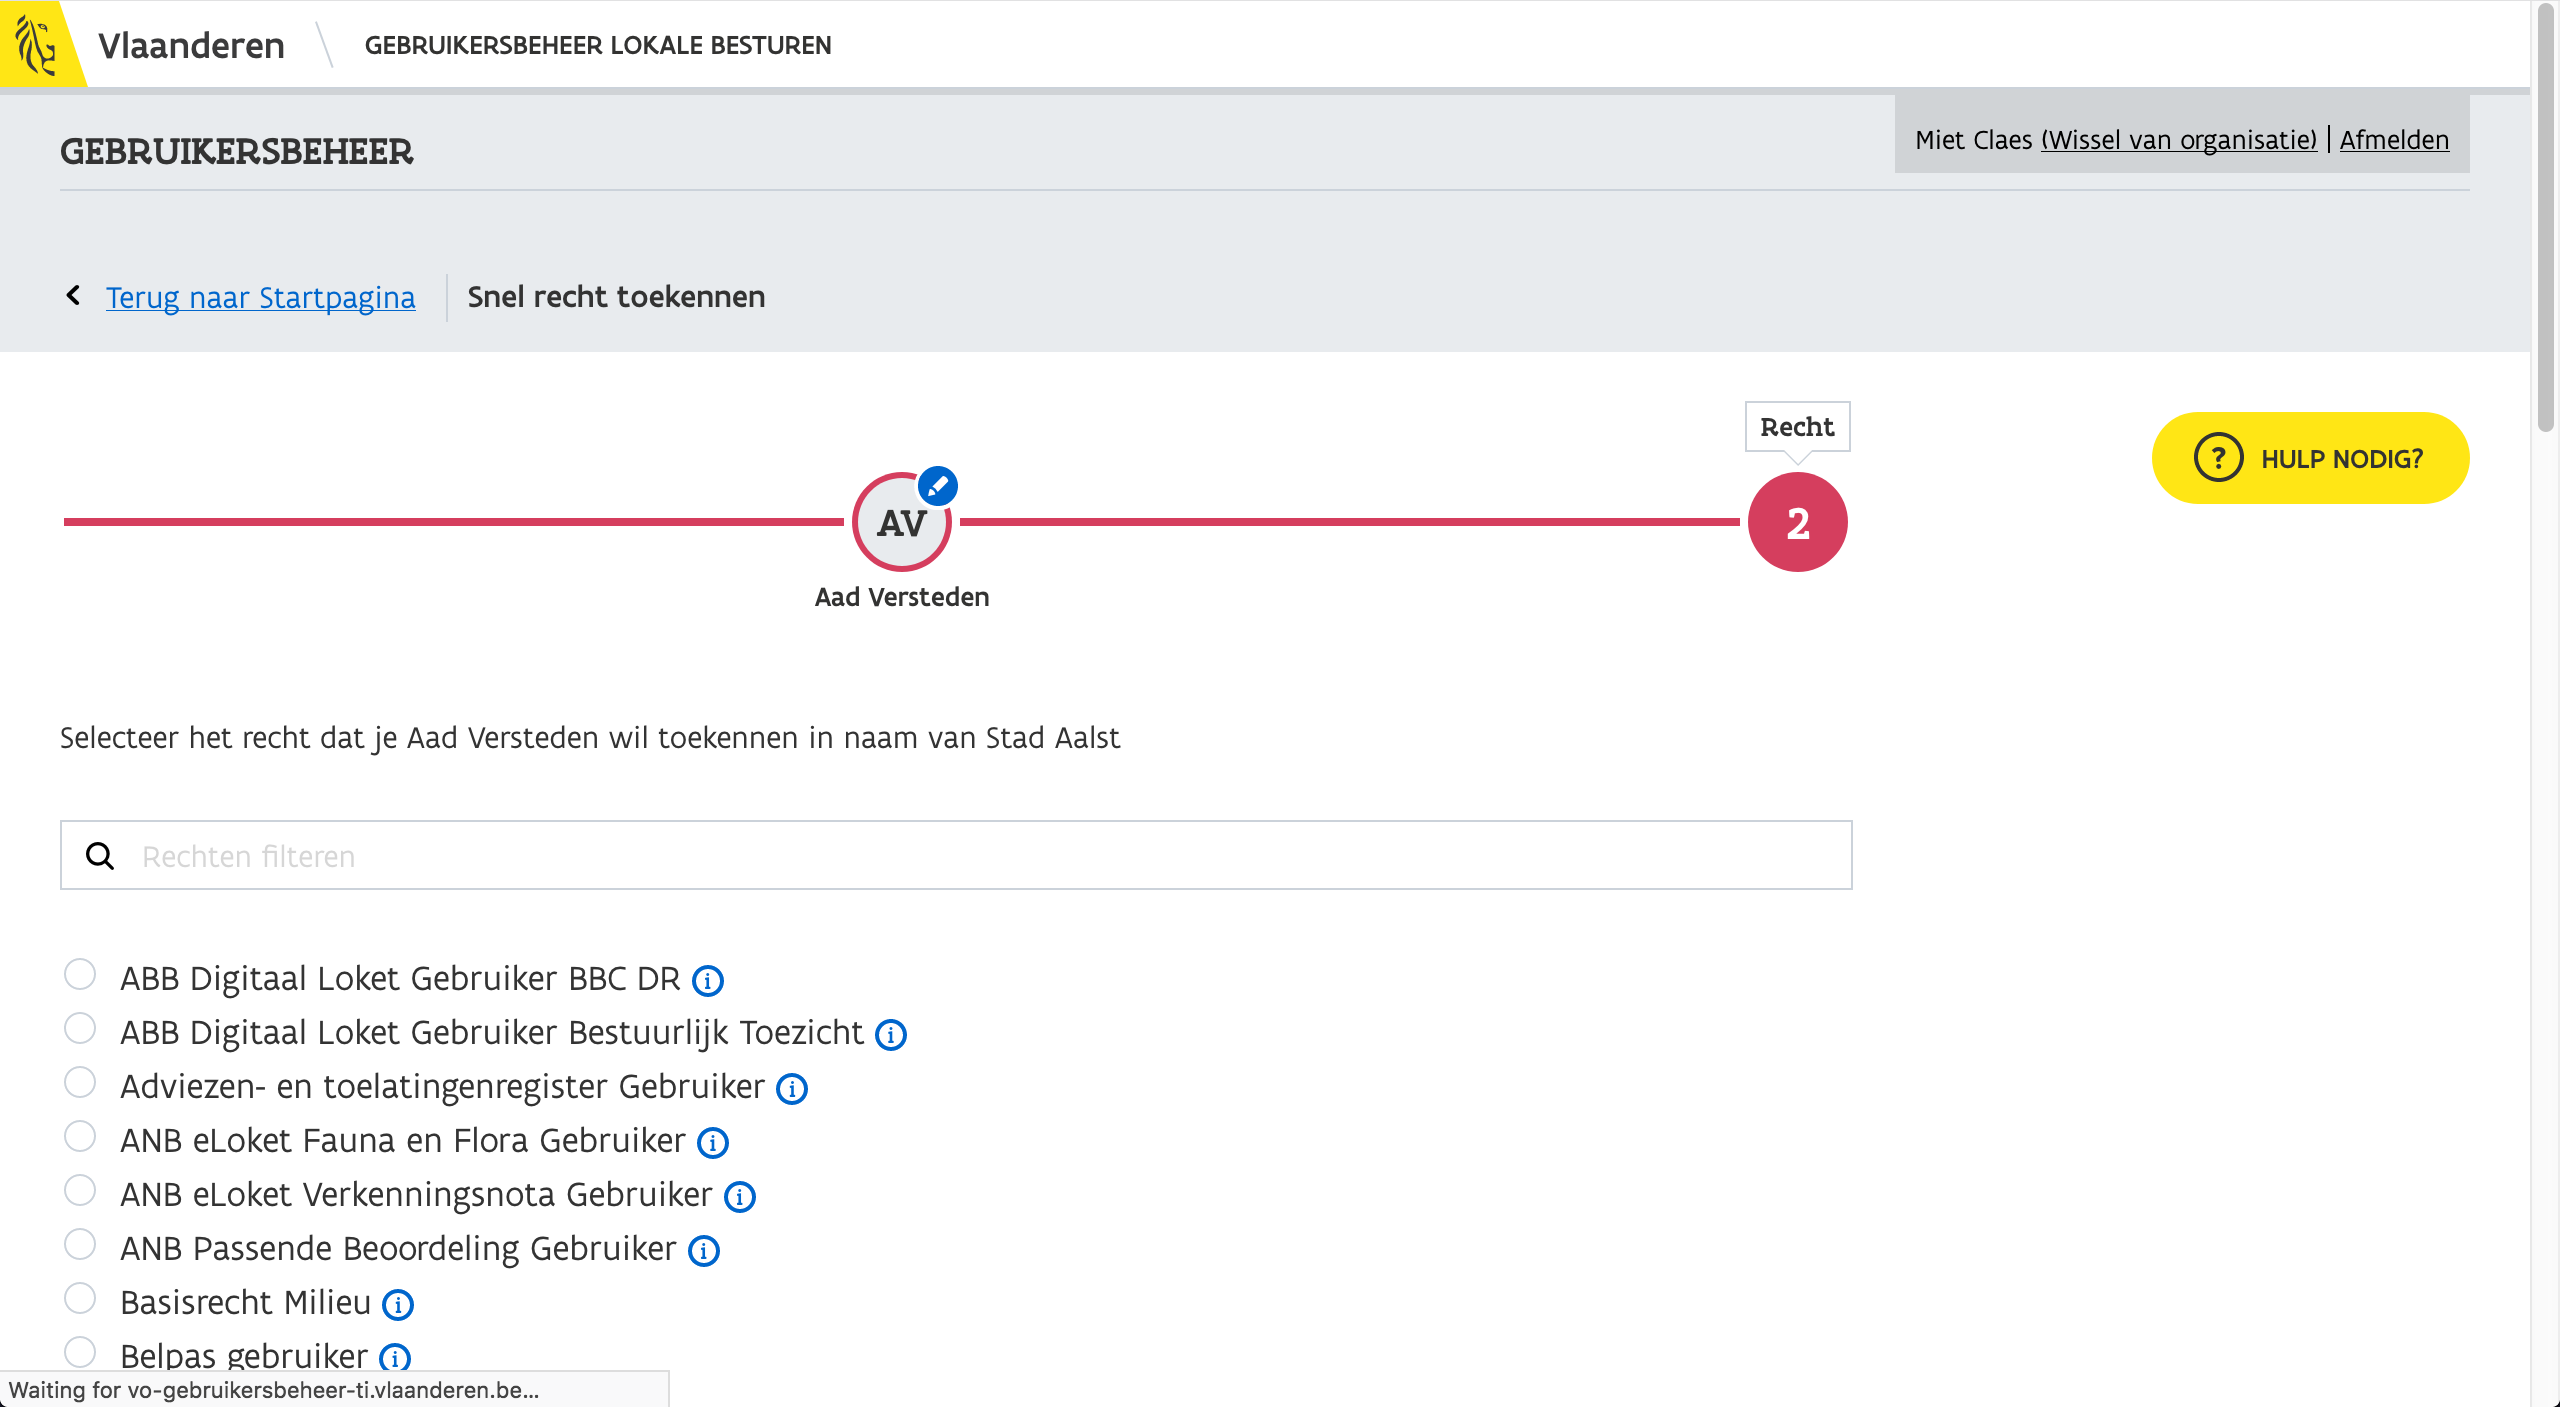 Vlaanderen
GEBRUIKERSBEHEER LOKALE BESTUREN
GEBRUIKERSBEHEER
Miet Claes (Wissel van organisatie) | Afmelden
Terug naar Startpagina
Snel recht toekennen
Recht
AV
2
? HULP NODIG?
Aad Versteden
Selecteer het recht dat je Aad Versteden wil toekennen in naam van Stad Aalst
Rechten filteren
ABB Digitaal Loket Gebruiker BBC DR i
ABB Digitaal Loket Gebruiker Bestuurlijk Toezicht i
Adviezen- en toelatingenregister Gebruiker i
ANB eLoket Fauna en Flora Gebruiker i
ANB eLoket Verkenningsnota Gebruiker i
ANB Passende Beoordeling Gebruiker i
Basisrecht Milieu i
Belpas gebruiker i
Waiting for vo-gebruikersbeheer-ti.vlaanderen.be...